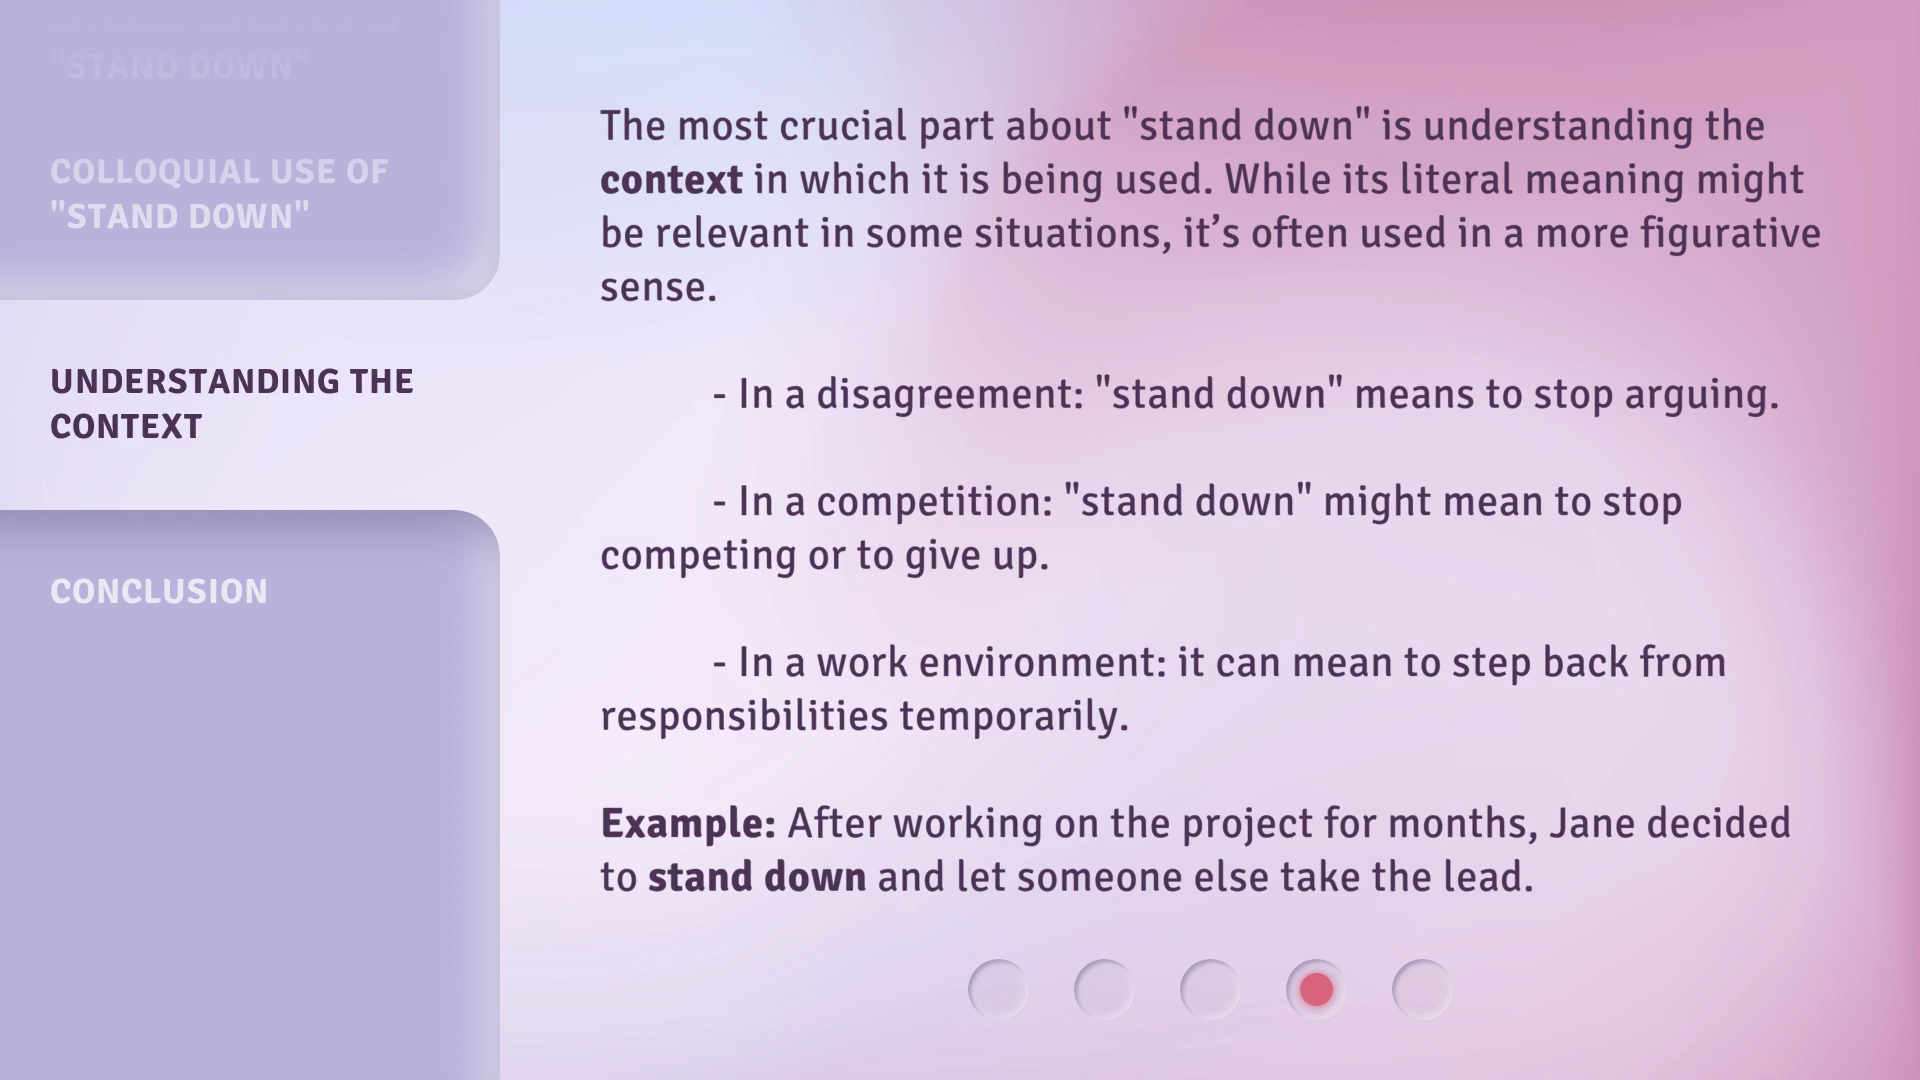 "STAND DOWN"
COLLOQUIAL USE OF
"STAND DOWN"
UNDERSTANDING THE
CONTEXT
CONCLUSION
The most crucial part about "stand down" is understanding the
context in which it is being used. While its literal meaning might
be relevant in some situations, it’s often used in a more figurative
sense.
- In a disagreement: "stand down" means to stop arguing.
- In a competition: "stand down" might mean to stop
competing or to give up.
- In a work environment: it can mean to step back from
responsibilities temporarily.
Example: After working on the project for months, Jane decided
to stand down and let someone else take the lead.